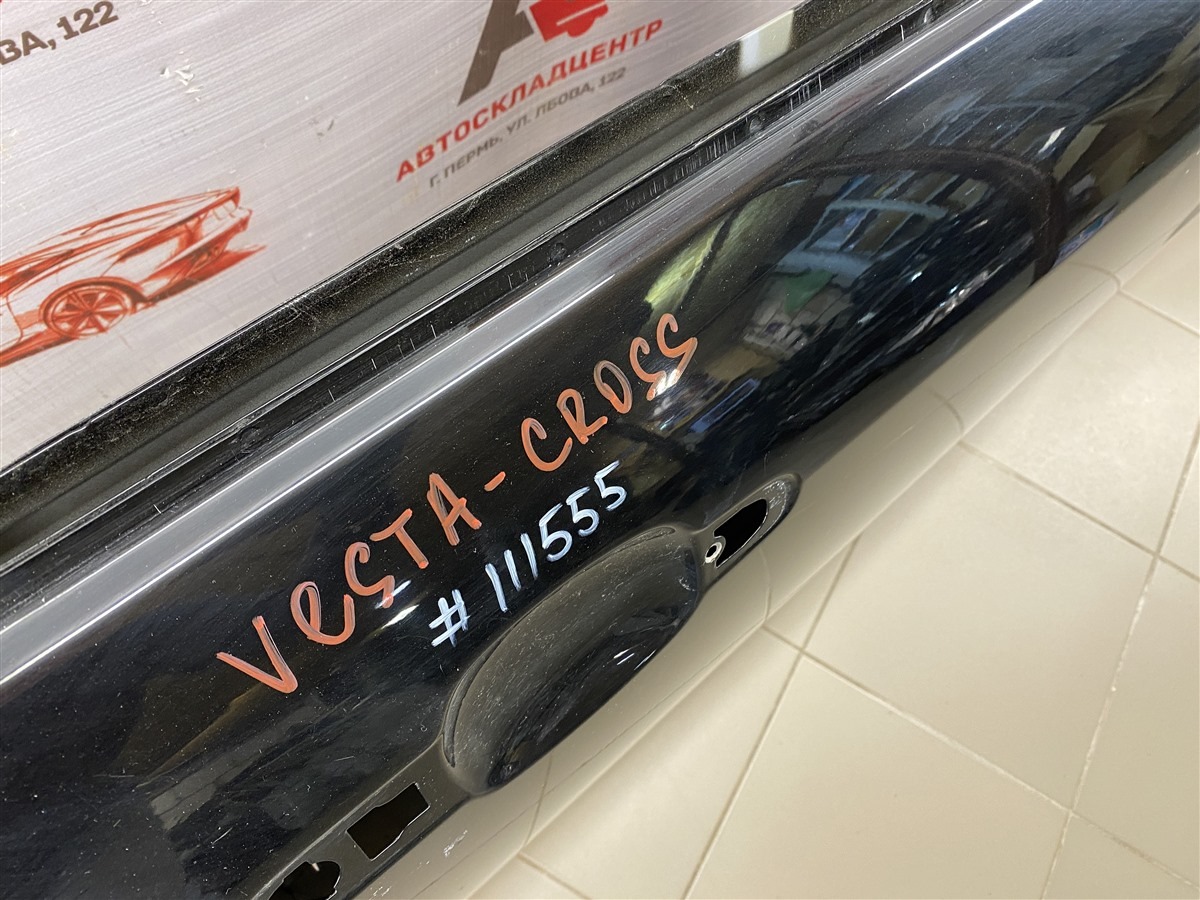 ВА, 122
АВТОСКЛАДЦЕНТР
Г. ПЕРМЬ, УЛ. ЛБОВА, 122
VESTA-CROSS
# 111555